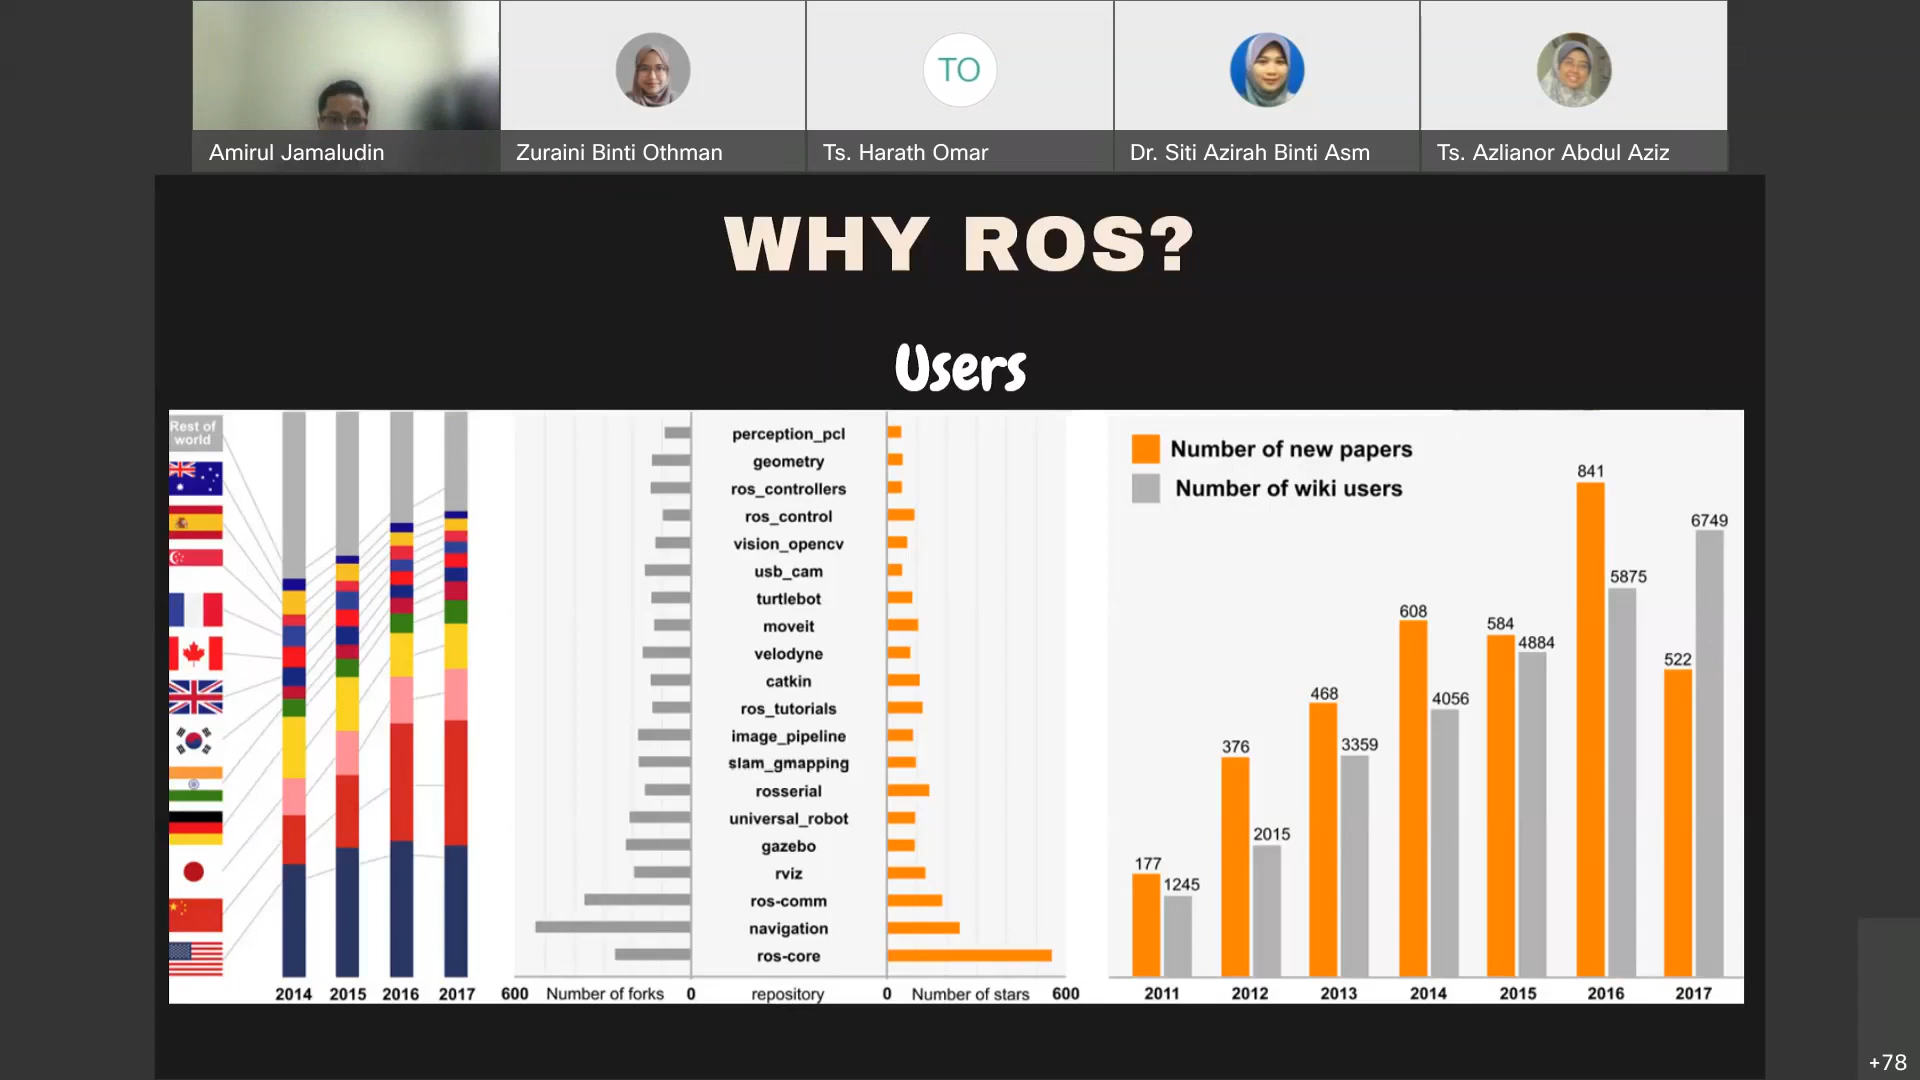 TO
Amirul Jamaludin
Zuraini Binti Othman
Ts. Harath Omar
Dr. Siti Azirah Binti Asm
Ts. Azlianor Abdul Aziz
WHY ROS?
Users
Rest of
world
2014 2015 2016 2017
perception_pcl
geometry
ros_controllers
ros_control
vision_opencv
usb_cam
turtlebot
moveit
velodyne
catkin
ros_tutorials
image_pipeline
slam_gmapping
rosserial
universal_robot
gazebo
rviz
ros-comm
navigation
ros-core
600 Number of forks 0 repository 0 Number of stars 600
Number of new papers
Number of wiki users
177
1245
376
2015
468
3359
608
4056
584
4884
841
5875
522
6749
2011 2012 2013 2014 2015 2016 2017
+78